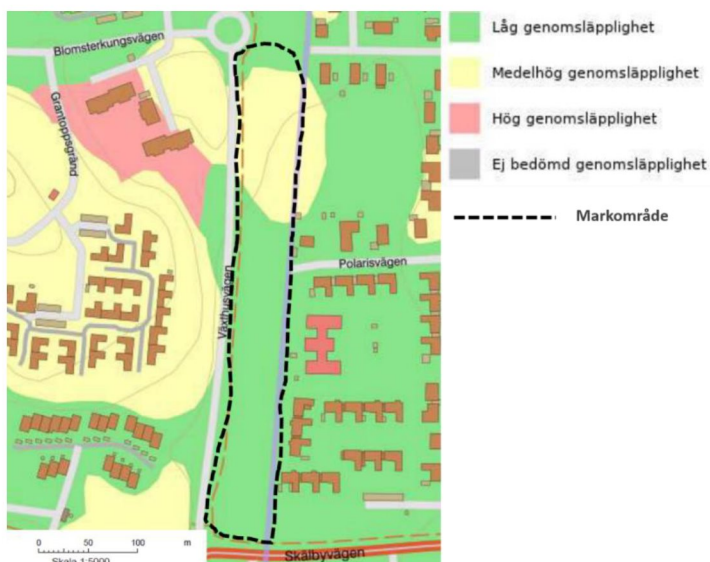 Blomsterkungsvägen
Grantoppsgränd
Växthusvägen
Polarisvägen
Skälbyvägen
0 50 100 m
Skala 1:5000
Låg genomsläpplighet
Medelhög genomsläpplighet
Hög genomsläpplighet
Ej bedömd genomsläpplighet
Markområde